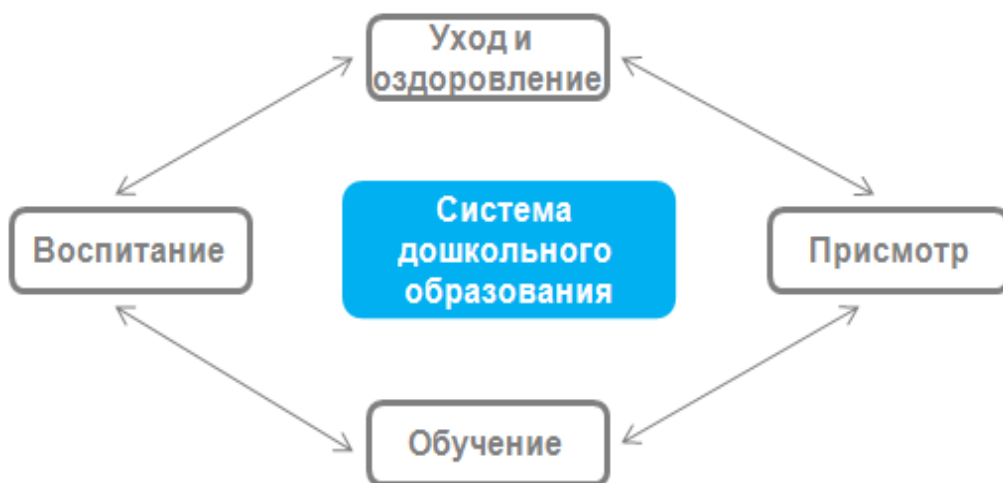 Уход и
оздоровление
Система
дошкольного
образования
Воспитание
Присмотр
Обучение